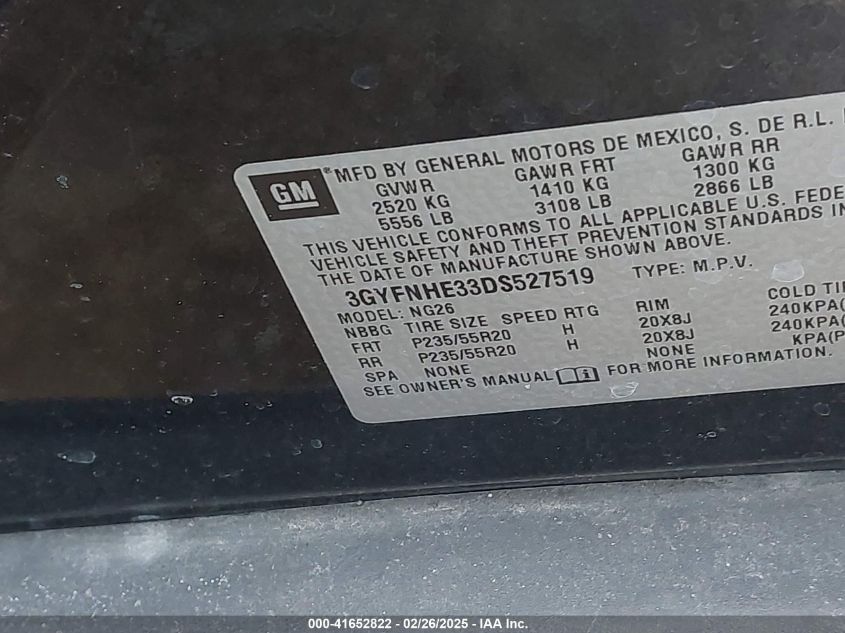 GM
® MFD BY GENERAL MOTORS DE MEXICO, S. DE R.L.
GVWR GAWR FRT GAWR RR
2520 KG 1410 KG 1300 KG
5556 LB 3108 LB 2866 LB
THIS VEHICLE CONFORMS TO ALL APPLICABLE U.S. FEDE
VEHICLE SAFETY AND THEFT PREVENTION STANDARDS IN
THE DATE OF MANUFACTURE SHOWN ABOVE.
3GYFNHE33DS527519 TYPE: M.P.V.
MODEL: NG26
NBBG TIRE SIZE SPEED RTG RIM COLD TI
FRT P235/55R20 H 20X8J 240KPA(
RR P235/55R20 H 20X8J 240KPA(
SPA NONE NONE KPA(P
SEE OWNER'S MANUAL FOR MORE INFORMATION.
000-41652822 - 02/26/2025 - IAA Inc.